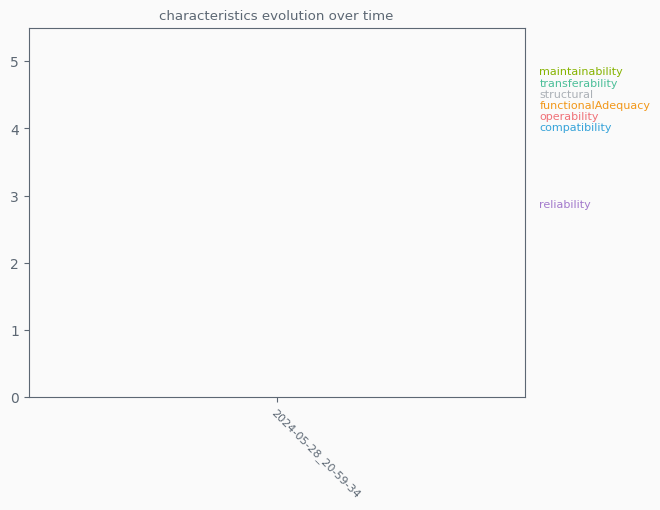 characteristics evolution over time
5
4
3
2
1
0
maintainability
transferability
structural
functionalAdequacy
operability
compatibility
reliability
2024-05-28_20-59-34